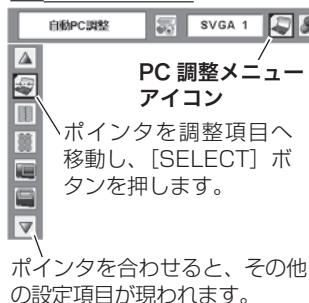 自動PC調整
SVGA 1
PC 調整メニュー
アイコン
ポインタを調整項目へ
移動し、［SELECT］ボ
タンを押します。
ポインタを合わせると、その他
の設定項目が現われます。